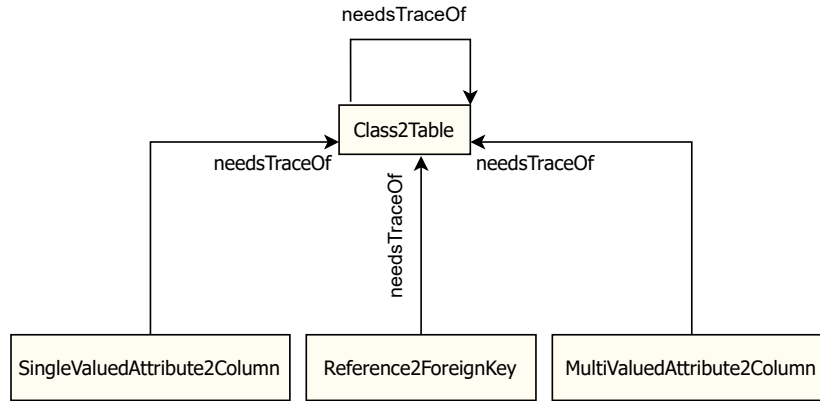 needsTraceOf
Class2Table
needsTraceOf
needsTraceOf
needsTraceOf
SingleValuedAttribute2Column
Reference2ForeignKey
MultiValuedAttribute2Column